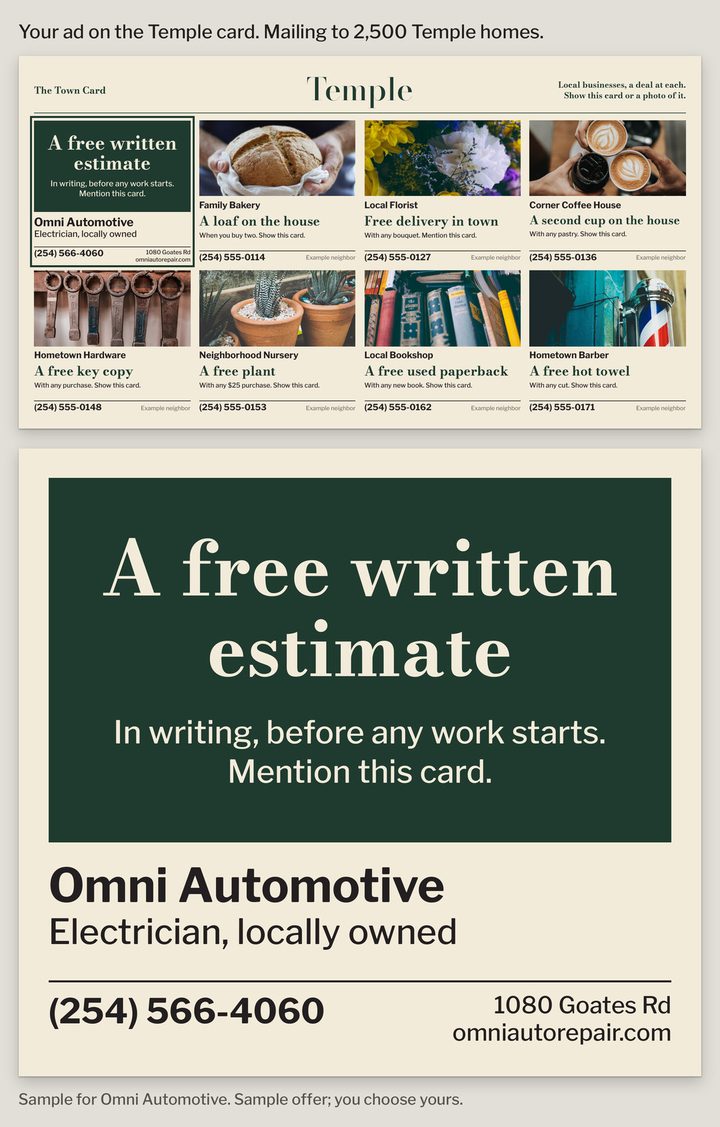 Your ad on the Temple card. Mailing to 2,500 Temple homes.
The Town Card
Temple
Local businesses, a deal at each.
Show this card or a photo of it.
A free written
estimate
In writing, before any work starts.
Mention this card.
Omni Automotive
Electrician, locally owned
(254) 566-4060
1080 Goates Rd
omniautorepair.com
Family Bakery
A loaf on the house
When you buy two. Show this card.
(254) 555-0114
Example neighbor
Local Florist
Free delivery in town
With any bouquet. Mention this card.
(254) 555-0127
Example neighbor
Corner Coffee House
A second cup on the house
With any pastry. Show this card.
(254) 555-0136
Example neighbor
Hometown Hardware
A free key copy
With any purchase. Show this card.
(254) 555-0148
Example neighbor
Neighborhood Nursery
A free plant
With any $25 purchase. Show this card.
(254) 555-0153
Example neighbor
Local Bookshop
A free used paperback
With any new book. Show this card.
(254) 555-0162
Example neighbor
Hometown Barber
A free hot towel
With any cut. Show this card.
(254) 555-0171
Example neighbor
A free written
estimate
In writing, before any work starts.
Mention this card.
Omni Automotive
Electrician, locally owned
(254) 566-4060
1080 Goates Rd
omniautorepair.com
Sample for Omni Automotive. Sample offer; you choose yours.